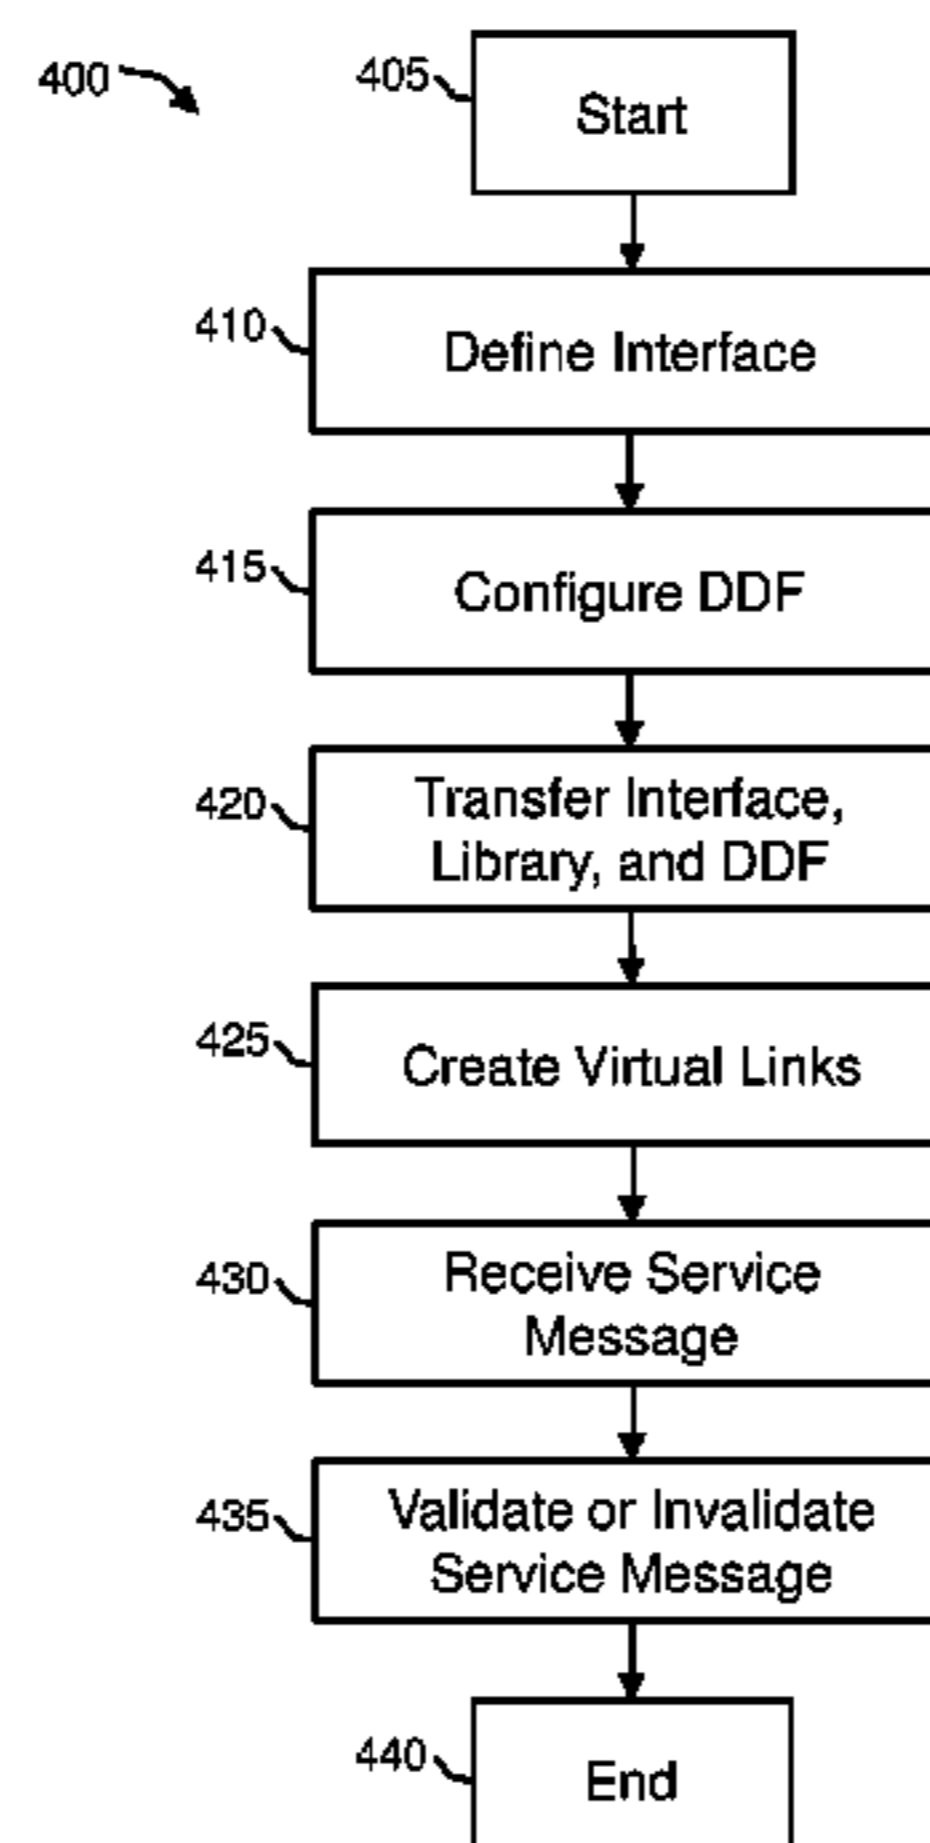 400
405
Start
410
Define Interface
415
Configure DDF
420
Transfer Interface,
Library, and DDF
425
Create Virtual Links
430
Receive Service
Message
435
Validate or Invalidate
Service Message
440
End